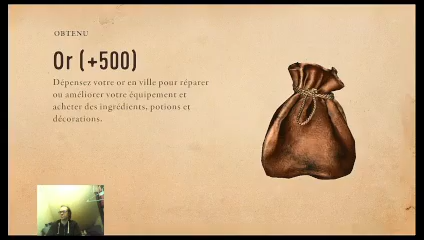 OBTENU
Or (+500)
Dépensez votre or en ville pour réparer
ou améliorer votre équipement et
acheter des ingrédients, potions et
décorations.